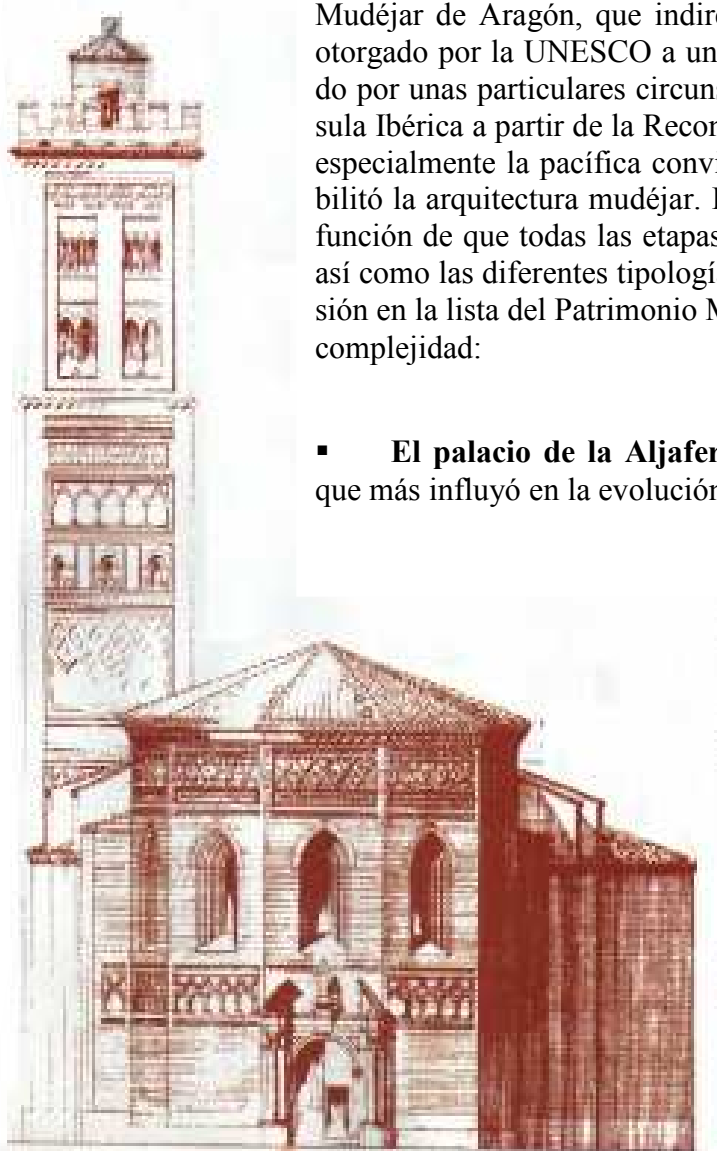 Mudéjar de Aragón, que indire
otorgado por la UNESCO a un
do por unas particulares circuns
sula Ibérica a partir de la Recon
especialmente la pacífica convi
bilitó la arquitectura mudéjar.
función de que todas las etapas
así como las diferentes tipologí
sión en la lista del Patrimonio M
complejidad:
▪ El palacio de la Aljafer
que más influyó en la evolución